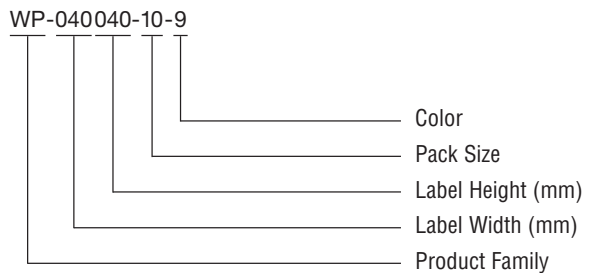 WP-040040-10-9
Color
Pack Size
Label Height (mm)
Label Width (mm)
Product Family